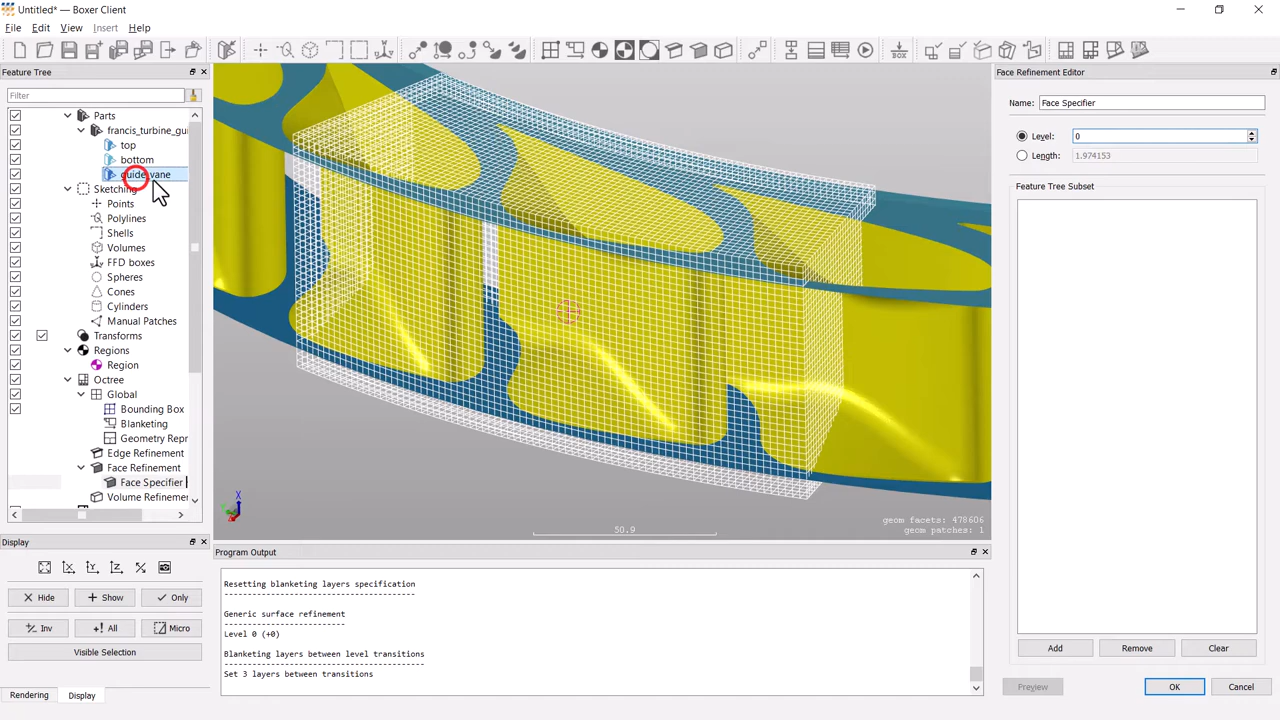 Untitled* — Boxer Client
File Edit View Insert Help
Feature Tree
Filter
Parts
francis_turbine_gu
top
bottom
guide vane
Sketching
Points
Polylines
Shells
Volumes
FFD boxes
Spheres
Cones
Cylinders
Manual Patches
Transforms
Regions
Region
Octree
Global
Bounding Box
Blanketing
Geometry Repr
Edge Refinement
Face Refinement
Face Specifier
Volume Refineme
Display
Hide Show Only
Inv All Micro
Visible Selection
Rendering Display
X
50.9
geom facets: 478606
geom patches: 1
Program Output
Resetting blanketing layers specification
-----------------------------------------
Generic surface refinement
--------------------------
Level 0 (+0)
Blanketing layers between level transitions
-------------------------------------------
Set 3 layers between transitions
Face Refinement Editor
Name: Face Specifier
Level: 0
Length: 1.974153
Feature Tree Subset
Add Remove Clear
Preview OK Cancel